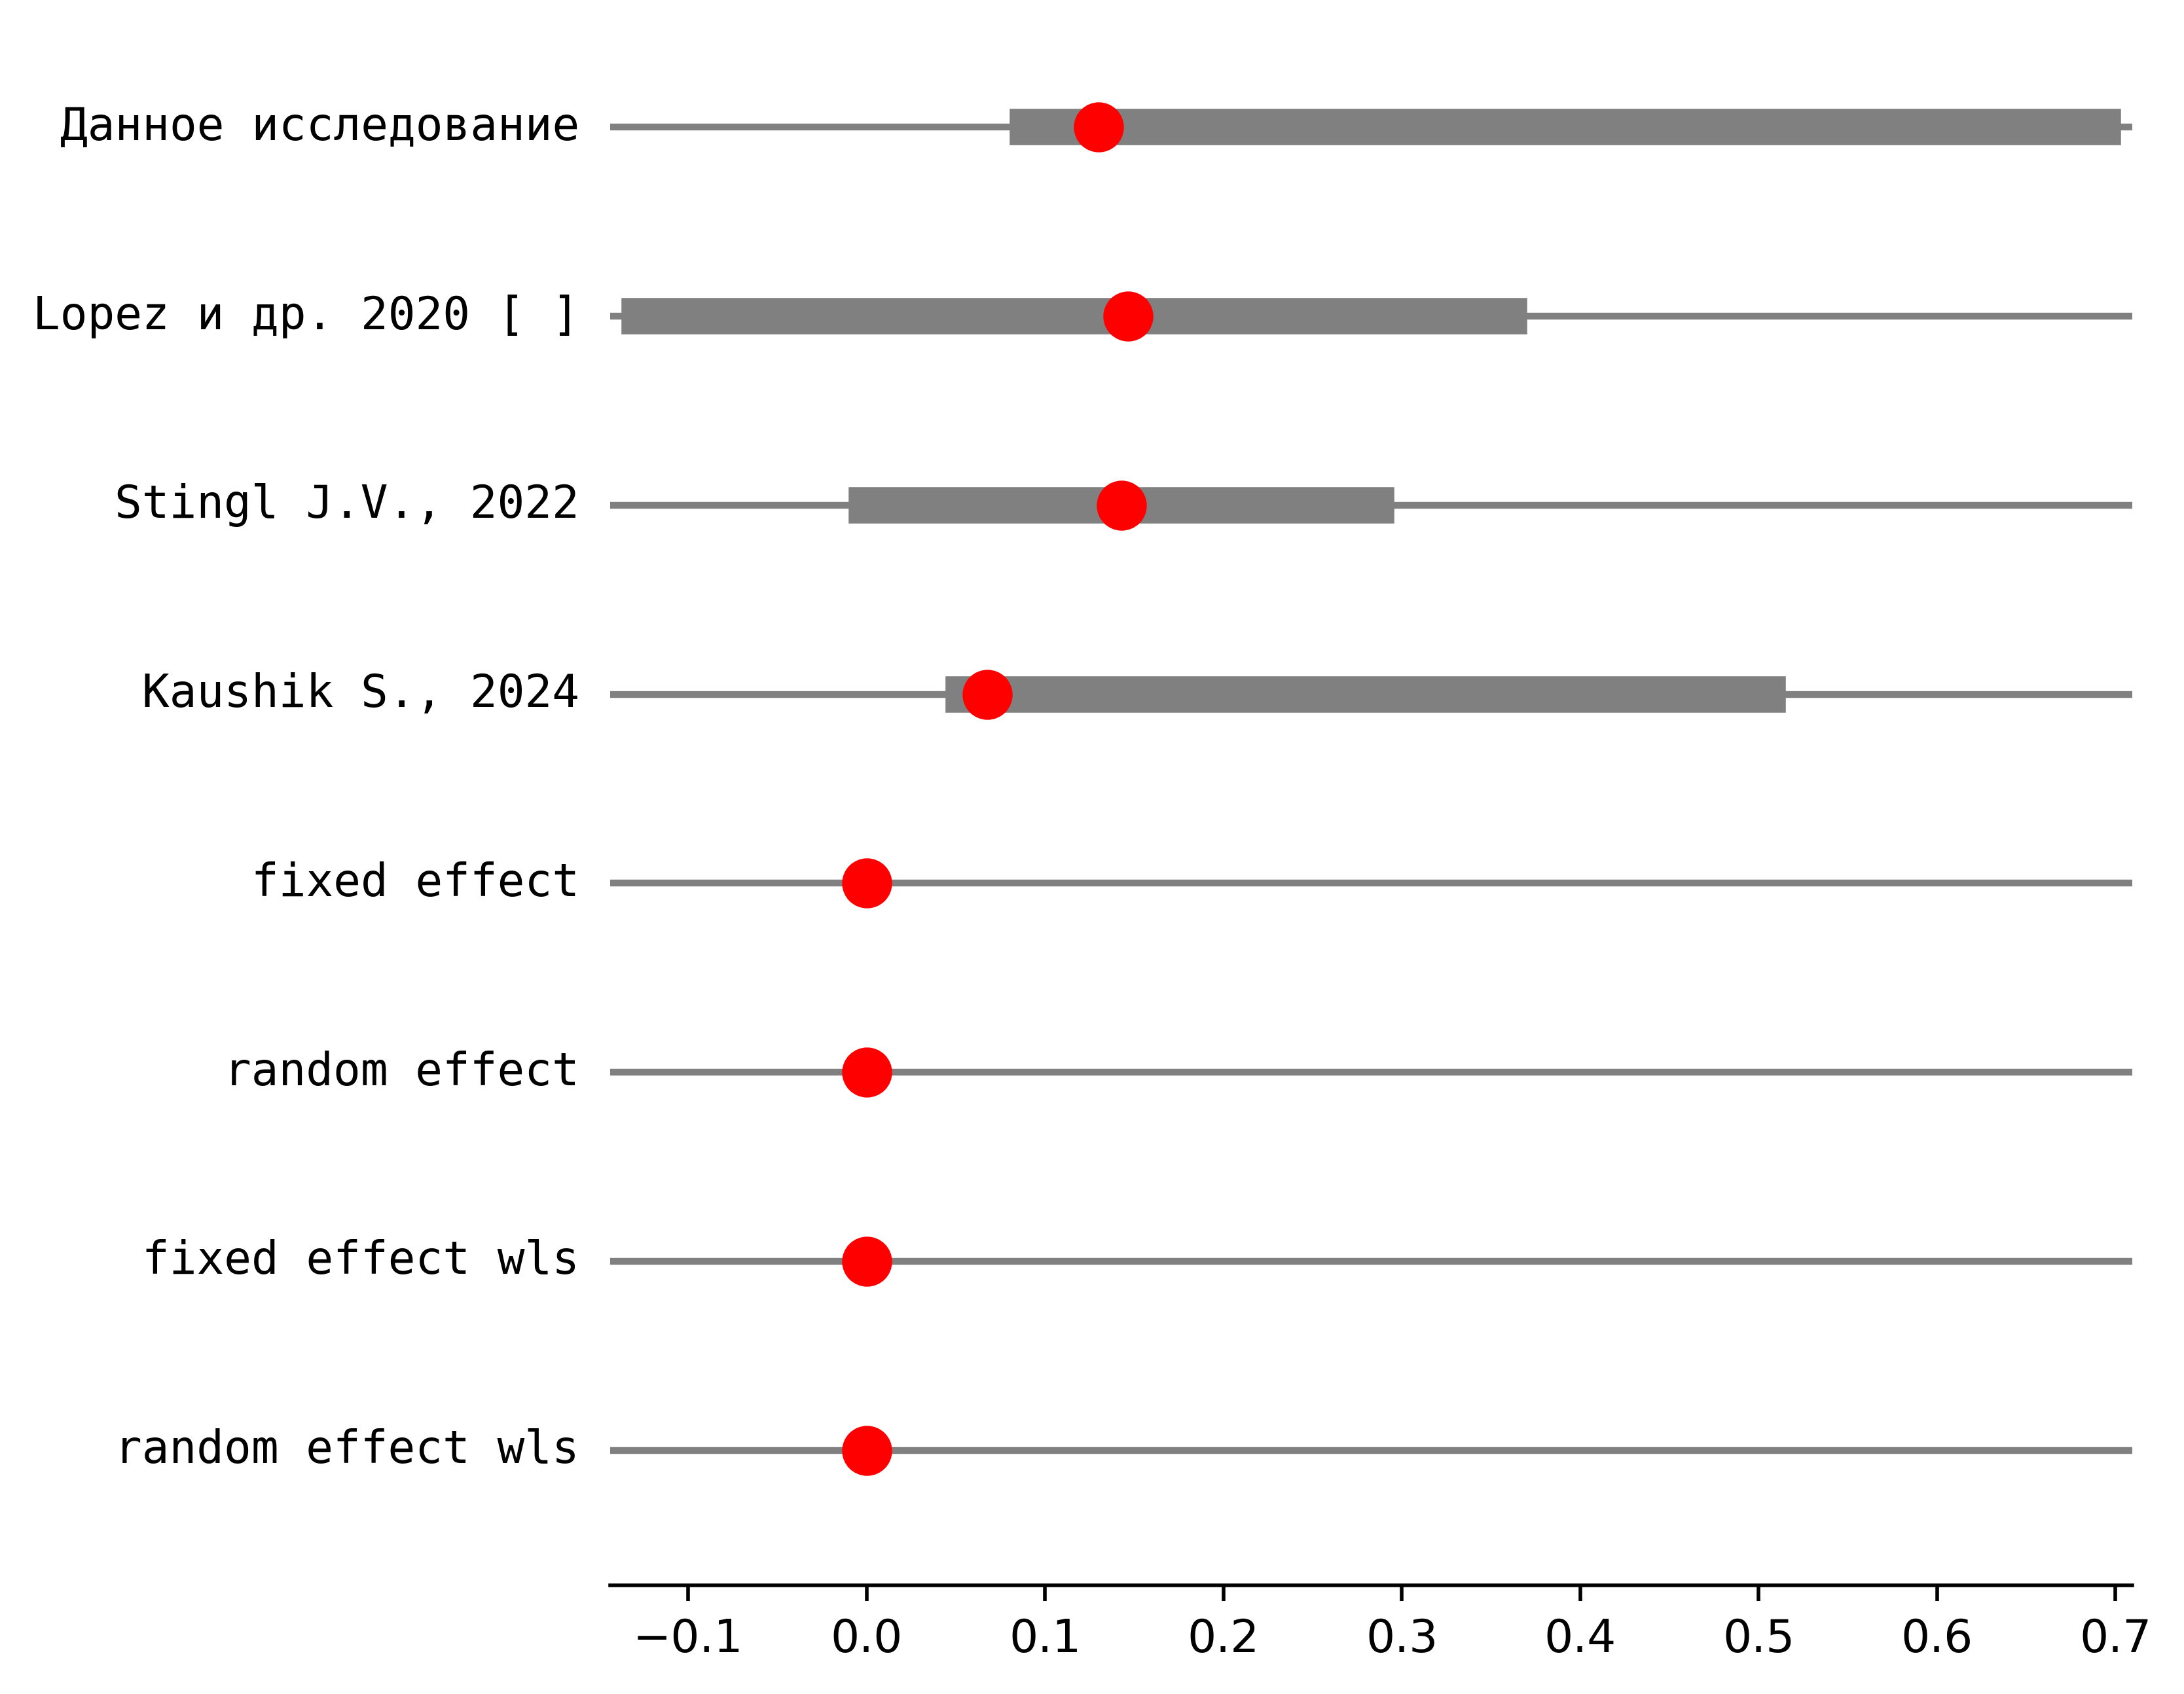 Данное исследование
Lopez и др. 2020 [ ]
Stingl J.V., 2022
Kaushik S., 2024
fixed effect
random effect
fixed effect wls
random effect wls
−0.1 0.0 0.1 0.2 0.3 0.4 0.5 0.6 0.7